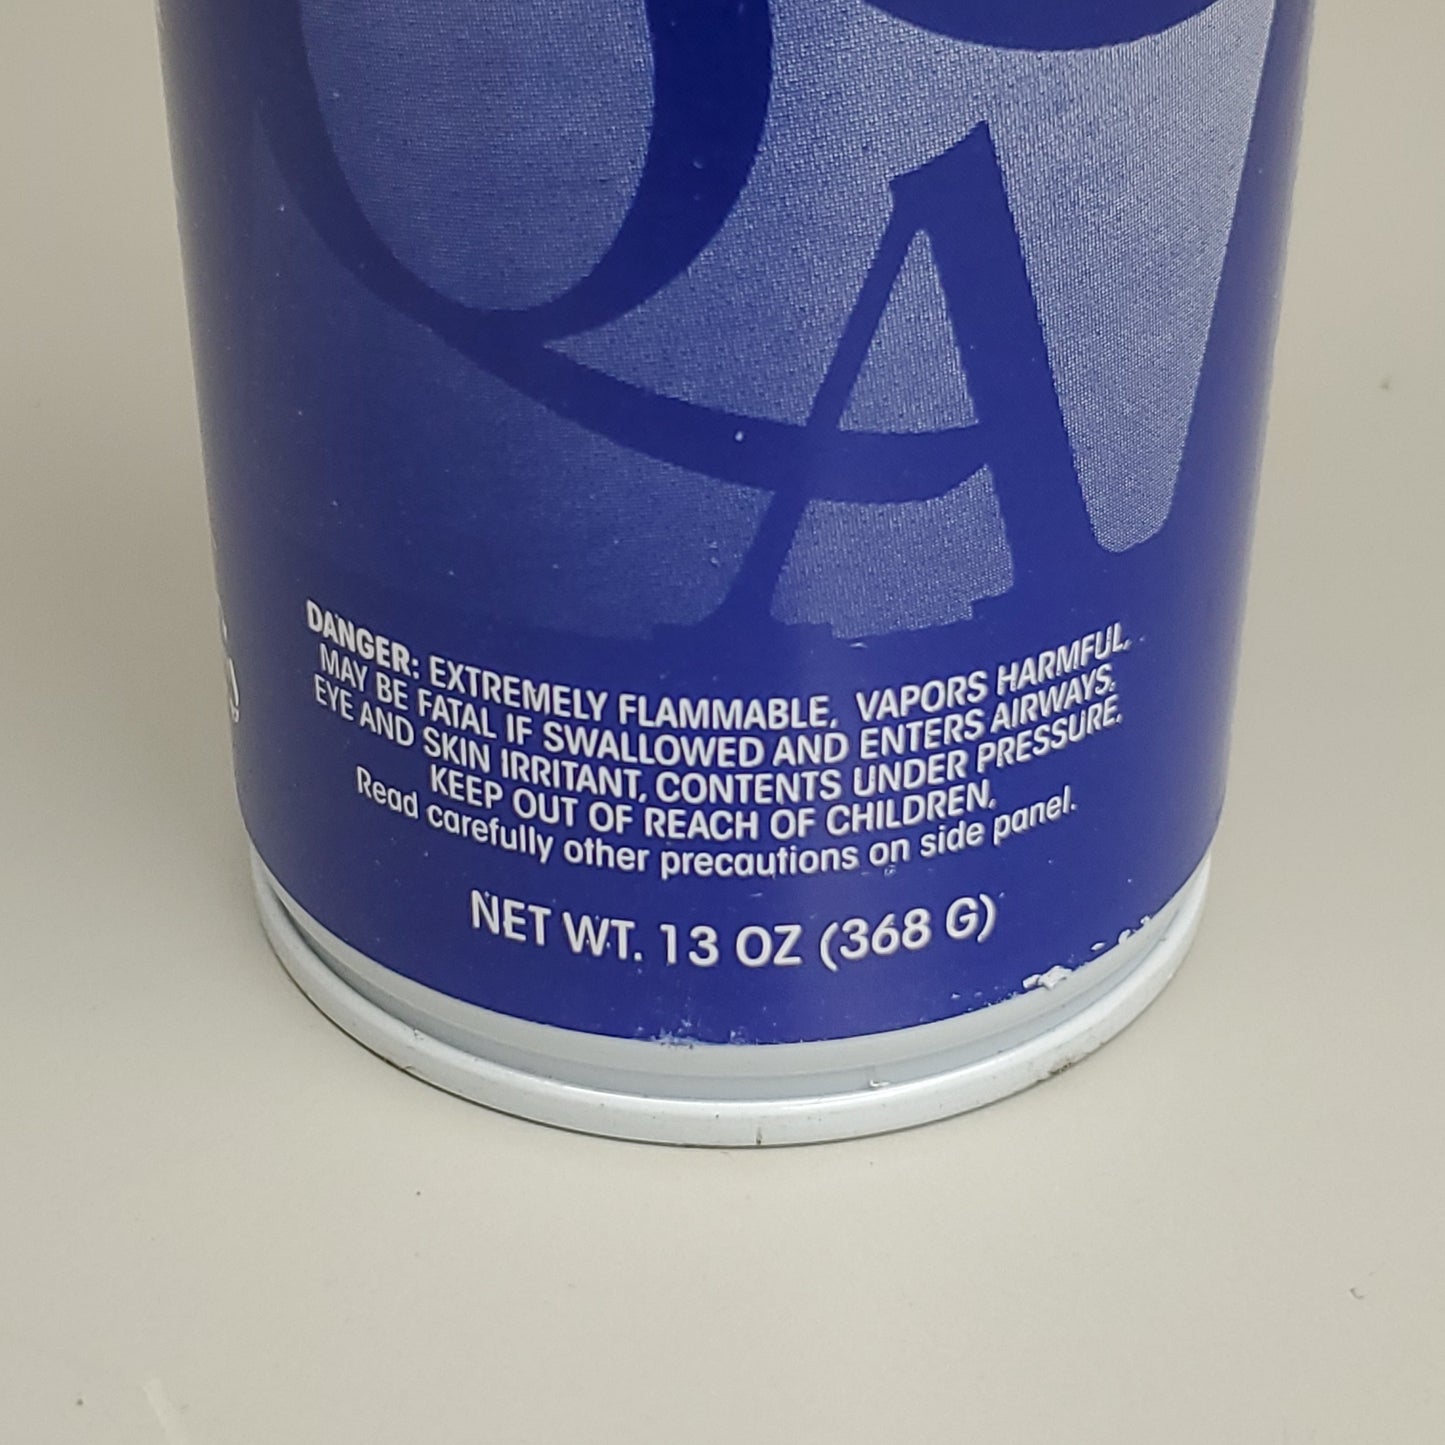 DANGER: EXTREMELY FLAMMABLE. VAPORS HARMFUL.
MAY BE FATAL IF SWALLOWED AND ENTERS AIRWAYS.
EYE AND SKIN IRRITANT. CONTENTS UNDER PRESSURE.
KEEP OUT OF REACH OF CHILDREN.
Read carefully other precautions on side panel.
NET WT. 13 OZ (368 G)